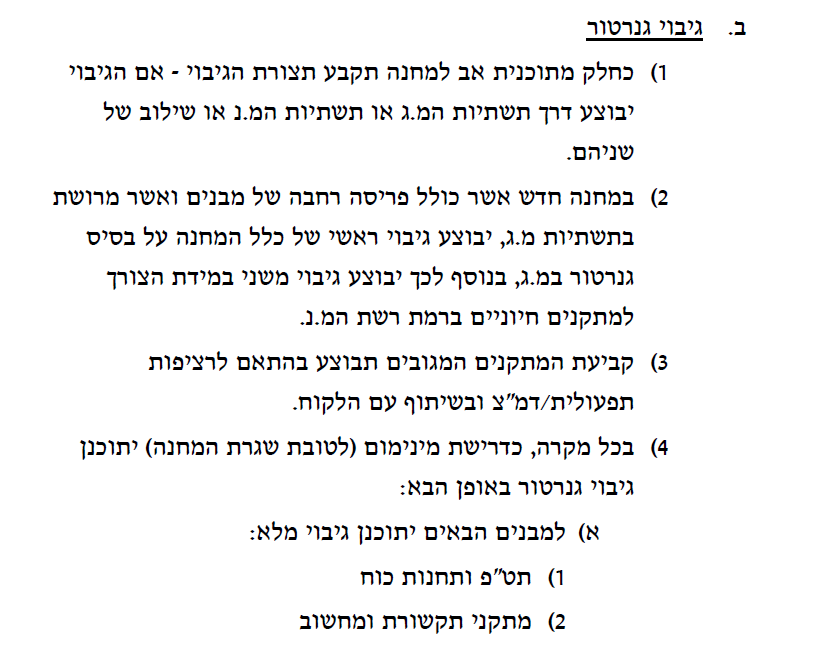 ב. גיבוי גנרטור
1) כחלק מתוכנית אב למחנה תקבע תצורת הגיבוי - אם הגיבוי
יבוצע דרך תשתיות המ.ג או תשתיות המ.נ או שילוב של
שניהם.
2) במחנה חדש אשר כולל פריסה רחבה של מבנים ואשר מרושת
בתשתיות מ.ג, יבוצע גיבוי ראשי של כלל המחנה על בסיס
גנרטור במ.ג, בנוסף לכך יבוצע גיבוי משני במידת הצורך
למתקנים חיוניים ברמת רשת המ.נ.
3) קביעת המתקנים המגובים תבוצע בהתאם לרציפות
תפעולית/דמ"צ ובשיתוף עם הלקוח.
4) בכל מקרה, כדרישת מינימום (לטובת שגרת המחנה) יתוכנן
גיבוי גנרטור באופן הבא:
א) למבנים הבאים יתוכנן גיבוי מלא:
1) תט"פ ותחנות כוח
2) מתקני תקשורת ומחשוב